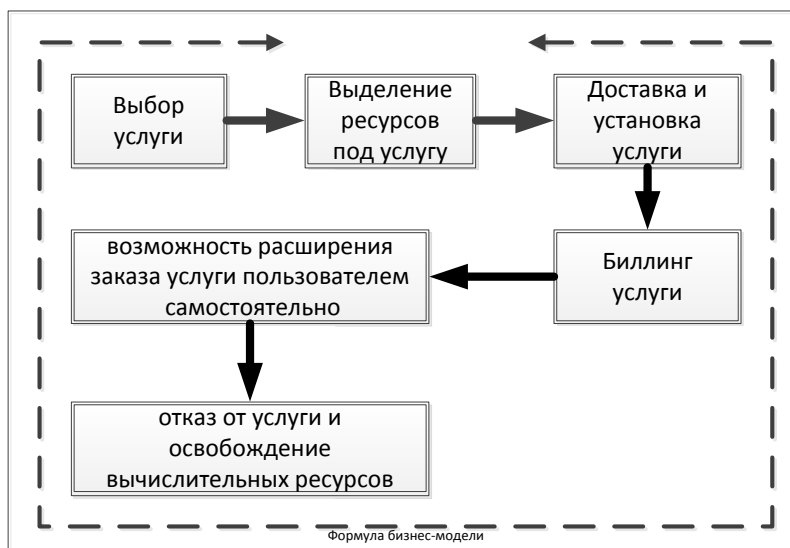 Выбор
услуги
Выделение
ресурсов
под услугу
Доставка и
установка
услуги
возможность расширения
заказа услуги пользователем
самостоятельно
Биллинг
услуги
отказ от услуги и
освобождение
вычислительных ресурсов
Формула бизнес-модели